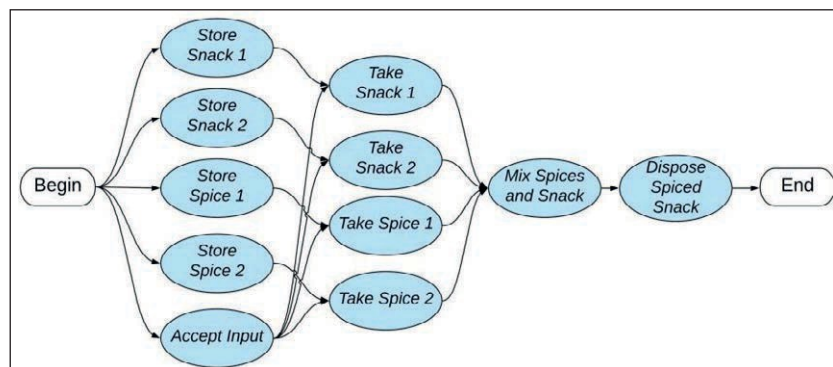 Begin
Store
Snack 1
Store
Snack 2
Store
Spice 1
Store
Spice 2
Accept Input
Take
Snack 1
Take
Snack 2
Take Spice 1
Take Spice 2
Mix Spices
and Snack
Dispose
Spiced
Snack
End